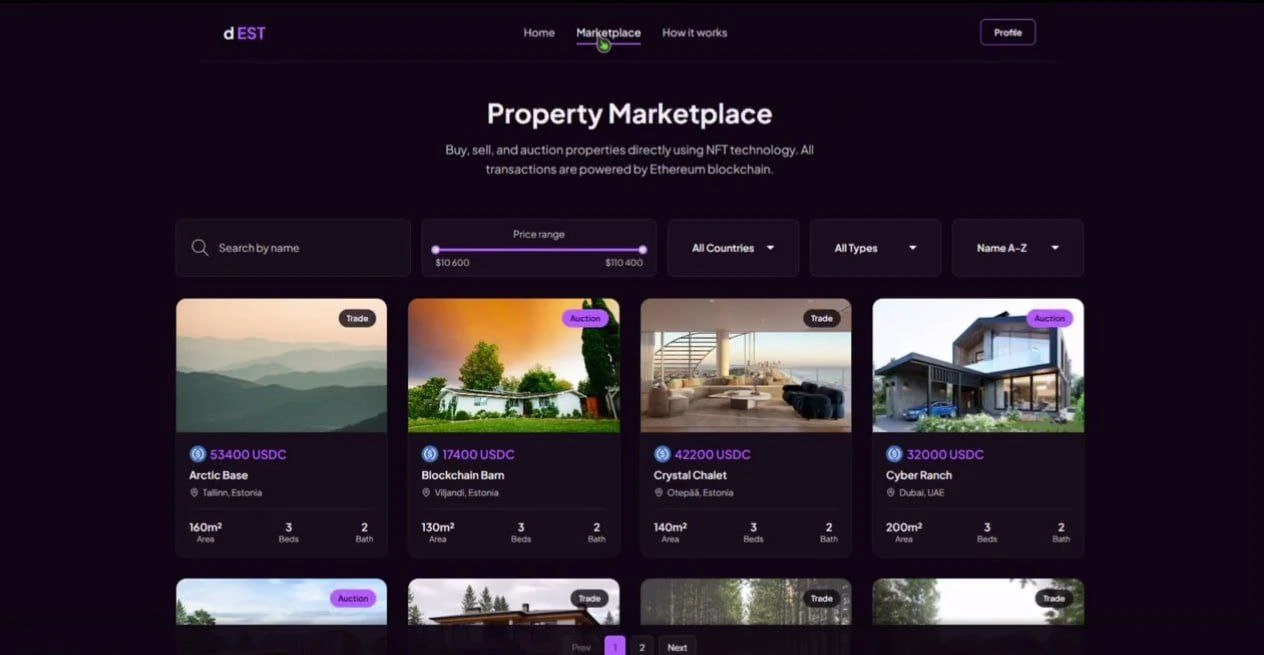 d EST
Home Marketplace How it works
Profile
Property Marketplace
Buy, sell, and auction properties directly using NFT technology. All
transactions are powered by Ethereum blockchain.
Search by name
Price range
$10 600 $110 400
All Countries
All Types
Name A-Z
Trade
53400 USDC
Arctic Base
Tallinn, Estonia
160m² 3 2
Area Beds Bath
Auction
17400 USDC
Blockchain Barn
Viljandi, Estonia
130m² 3 2
Area Beds Bath
Trade
42200 USDC
Crystal Chalet
Otepää, Estonia
140m² 3 2
Area Beds Bath
Auction
32000 USDC
Cyber Ranch
Dubai, UAE
200m² 3 2
Area Beds Bath
Auction
Trade
Trade
Trade
Prev 1 2 Next